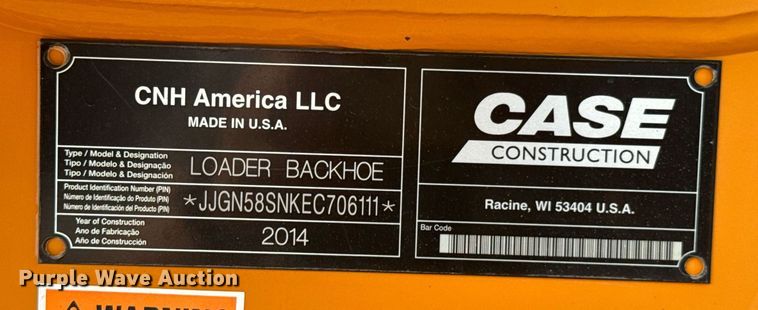 CNH America LLC
MADE IN U.S.A.
Type / Model & Designation
Tipo / Modelo & Designação
Tipo / Modelo & Designación
LOADER BACKHOE
Product Identification Number (PIN)
Número de Identificação do Produto (PIN)
Número de Identificación del Producto (PIN)
*JJGN58SNKEC706111*
Year of Construction
Ano de Fabricação
Año de Construcción
2014
CASE
CONSTRUCTION
Racine, WI 53404 U.S.A.
Bar Code
Purple Wave Auction
WARNING